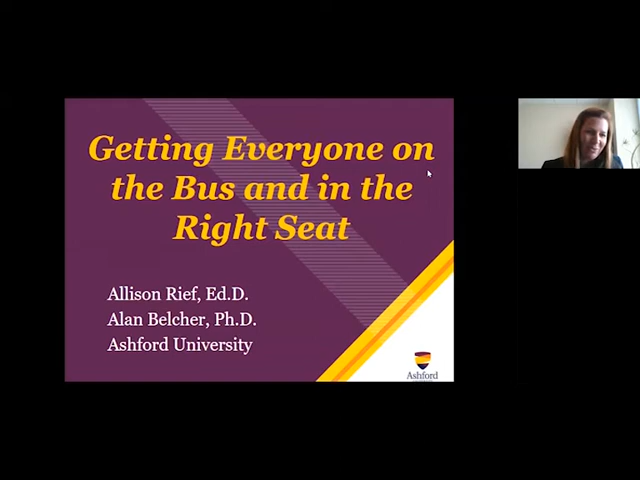 Getting Everyone on
the Bus and in the
Right Seat
Allison Rief, Ed.D.
Alan Belcher, Ph.D.
Ashford University
Ashford